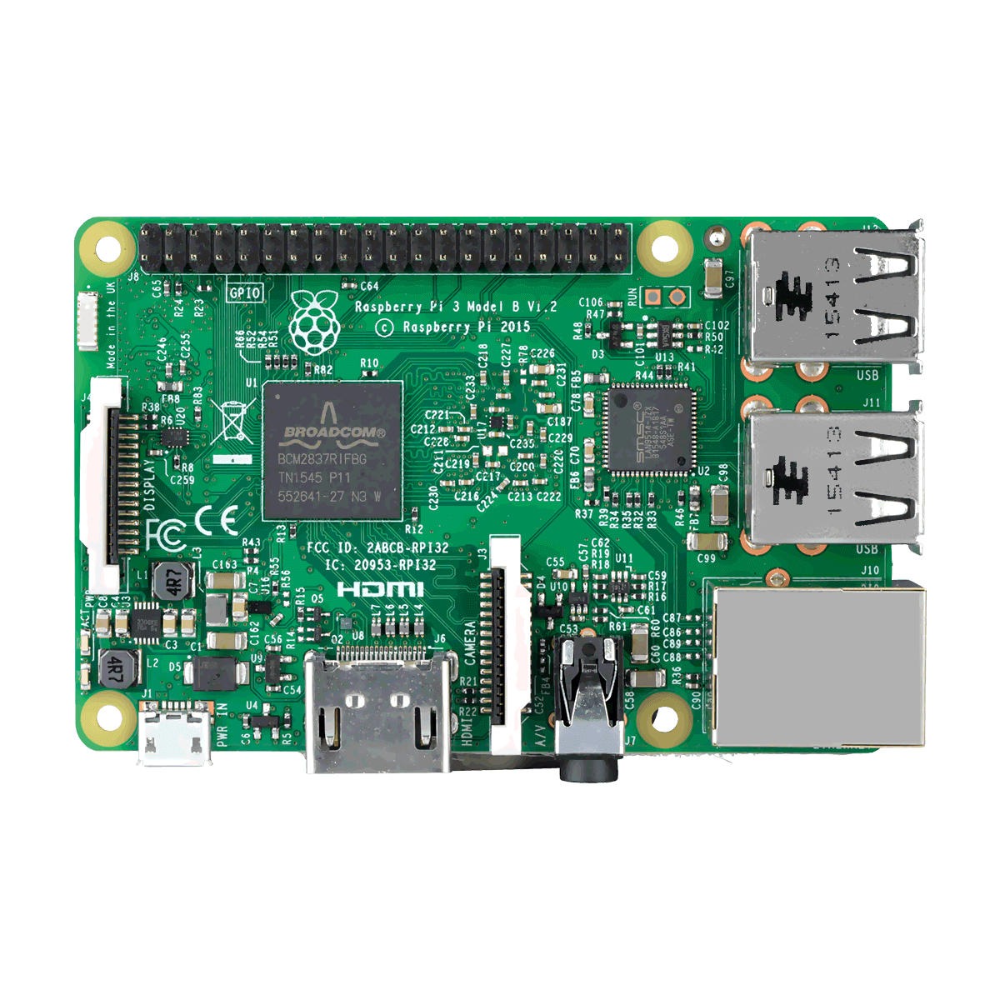 J8
GPIO
C65
R24
R23
C64
Made in the UK
Raspberry Pi 3 Model B V1.2
© Raspberry Pi 2015
RUN
C97
15413
USB
C106
R47
R48
D3
C101
U13
C102
R50
R42
R41
R44
C246
C255
R66
R52
R54
R51
R82
R10
C218
C227
R78
C226
C231
C233
FB5
C78
J4
U1
FB8
R83
R38
R6
U20
R8
C259
DISPLAY
BROADCOM®
BCM2837RIFBG
TN1545 P11
552641-27 N3 W
C221
C212
C228
C211
U17
C219
C217
C216
C230
C224
C213
C222
C200
C220
C235
C229
C187
C70
FB6
SMSC®
U2
J11
15413
USB
C98
FB7
C99
R37
R39
R34
R35
R32
R33
R46
FC CE
R13
R12
FCC ID: 2ABCB-RPI32
IC: 20953-RPI32
HDMI
J3
CAMERA
L3
C163
R43
R4
R55
R56
U16
C7
L1
4R7
PWR
ACT
C8
C4
U3
C3
C1
C162
C56
R14
R15
Q5
Q2
U8
L7
L6
L5
L4
J6
L2
4R7
D5
U9
C54
J1
PWR IN
U4
C6
R5
HDMI
R21
R22
C55
D4
U10
C57
C62
R19
R18
U11
C59
R17
R16
C61
R61
C53
R60
C60
C58
C52
FB4
A/V
J7
C87
C86
C89
C88
R36
C90
J10